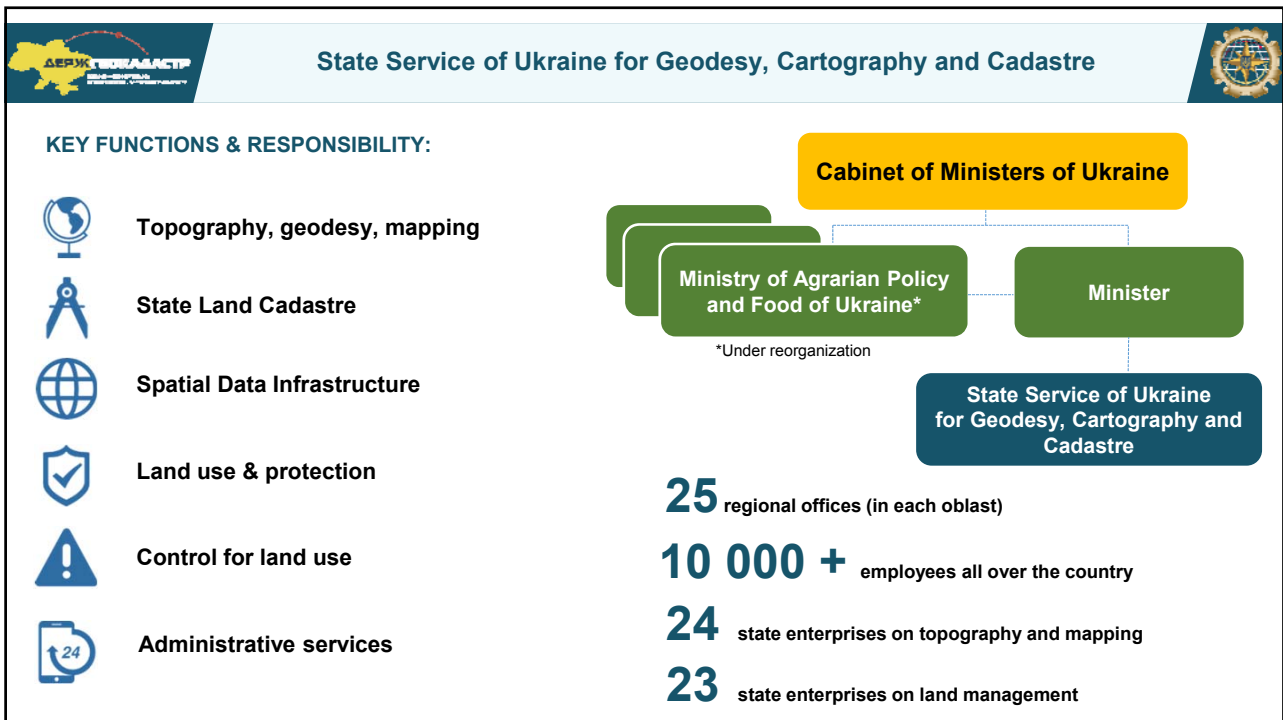 ДЕРЖГЕОКАДАСТР
State Service of Ukraine for Geodesy, Cartography and Cadastre
KEY FUNCTIONS & RESPONSIBILITY:
Topography, geodesy, mapping
State Land Cadastre
Spatial Data Infrastructure
Land use & protection
Control for land use
24
Administrative services
Cabinet of Ministers of Ukraine
Ministry of Agrarian Policy
and Food of Ukraine*
Minister
*Under reorganization
State Service of Ukraine
for Geodesy, Cartography and
Cadastre
25 regional offices (in each oblast)
10 000 + employees all over the country
24 state enterprises on topography and mapping
23 state enterprises on land management